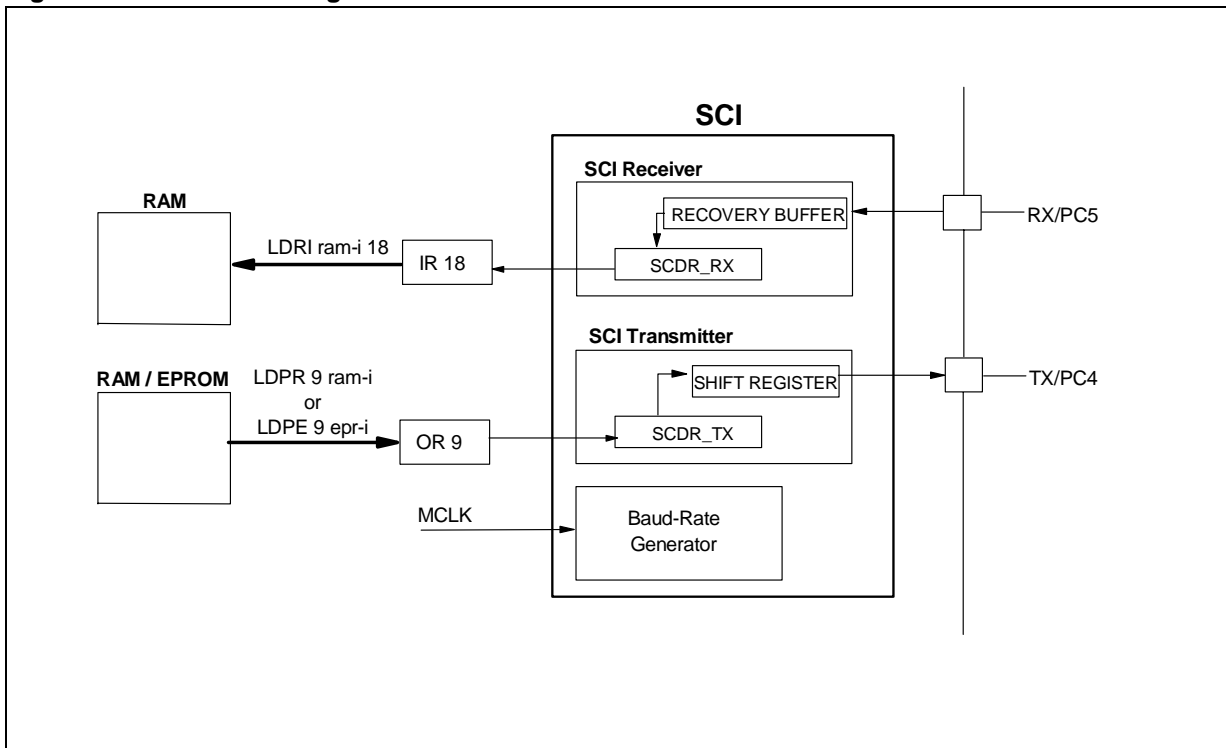 SCI
SCI Receiver
RAM
RECOVERY BUFFER
RX/PC5
LDRI ram-i 18
IR 18
SCDR_RX
SCI Transmitter
RAM / EPROM
LDPR 9 ram-i
or
LDPE 9 epr-i
SHIFT REGISTER
TX/PC4
OR 9
SCDR_TX
MCLK
Baud-Rate
Generator